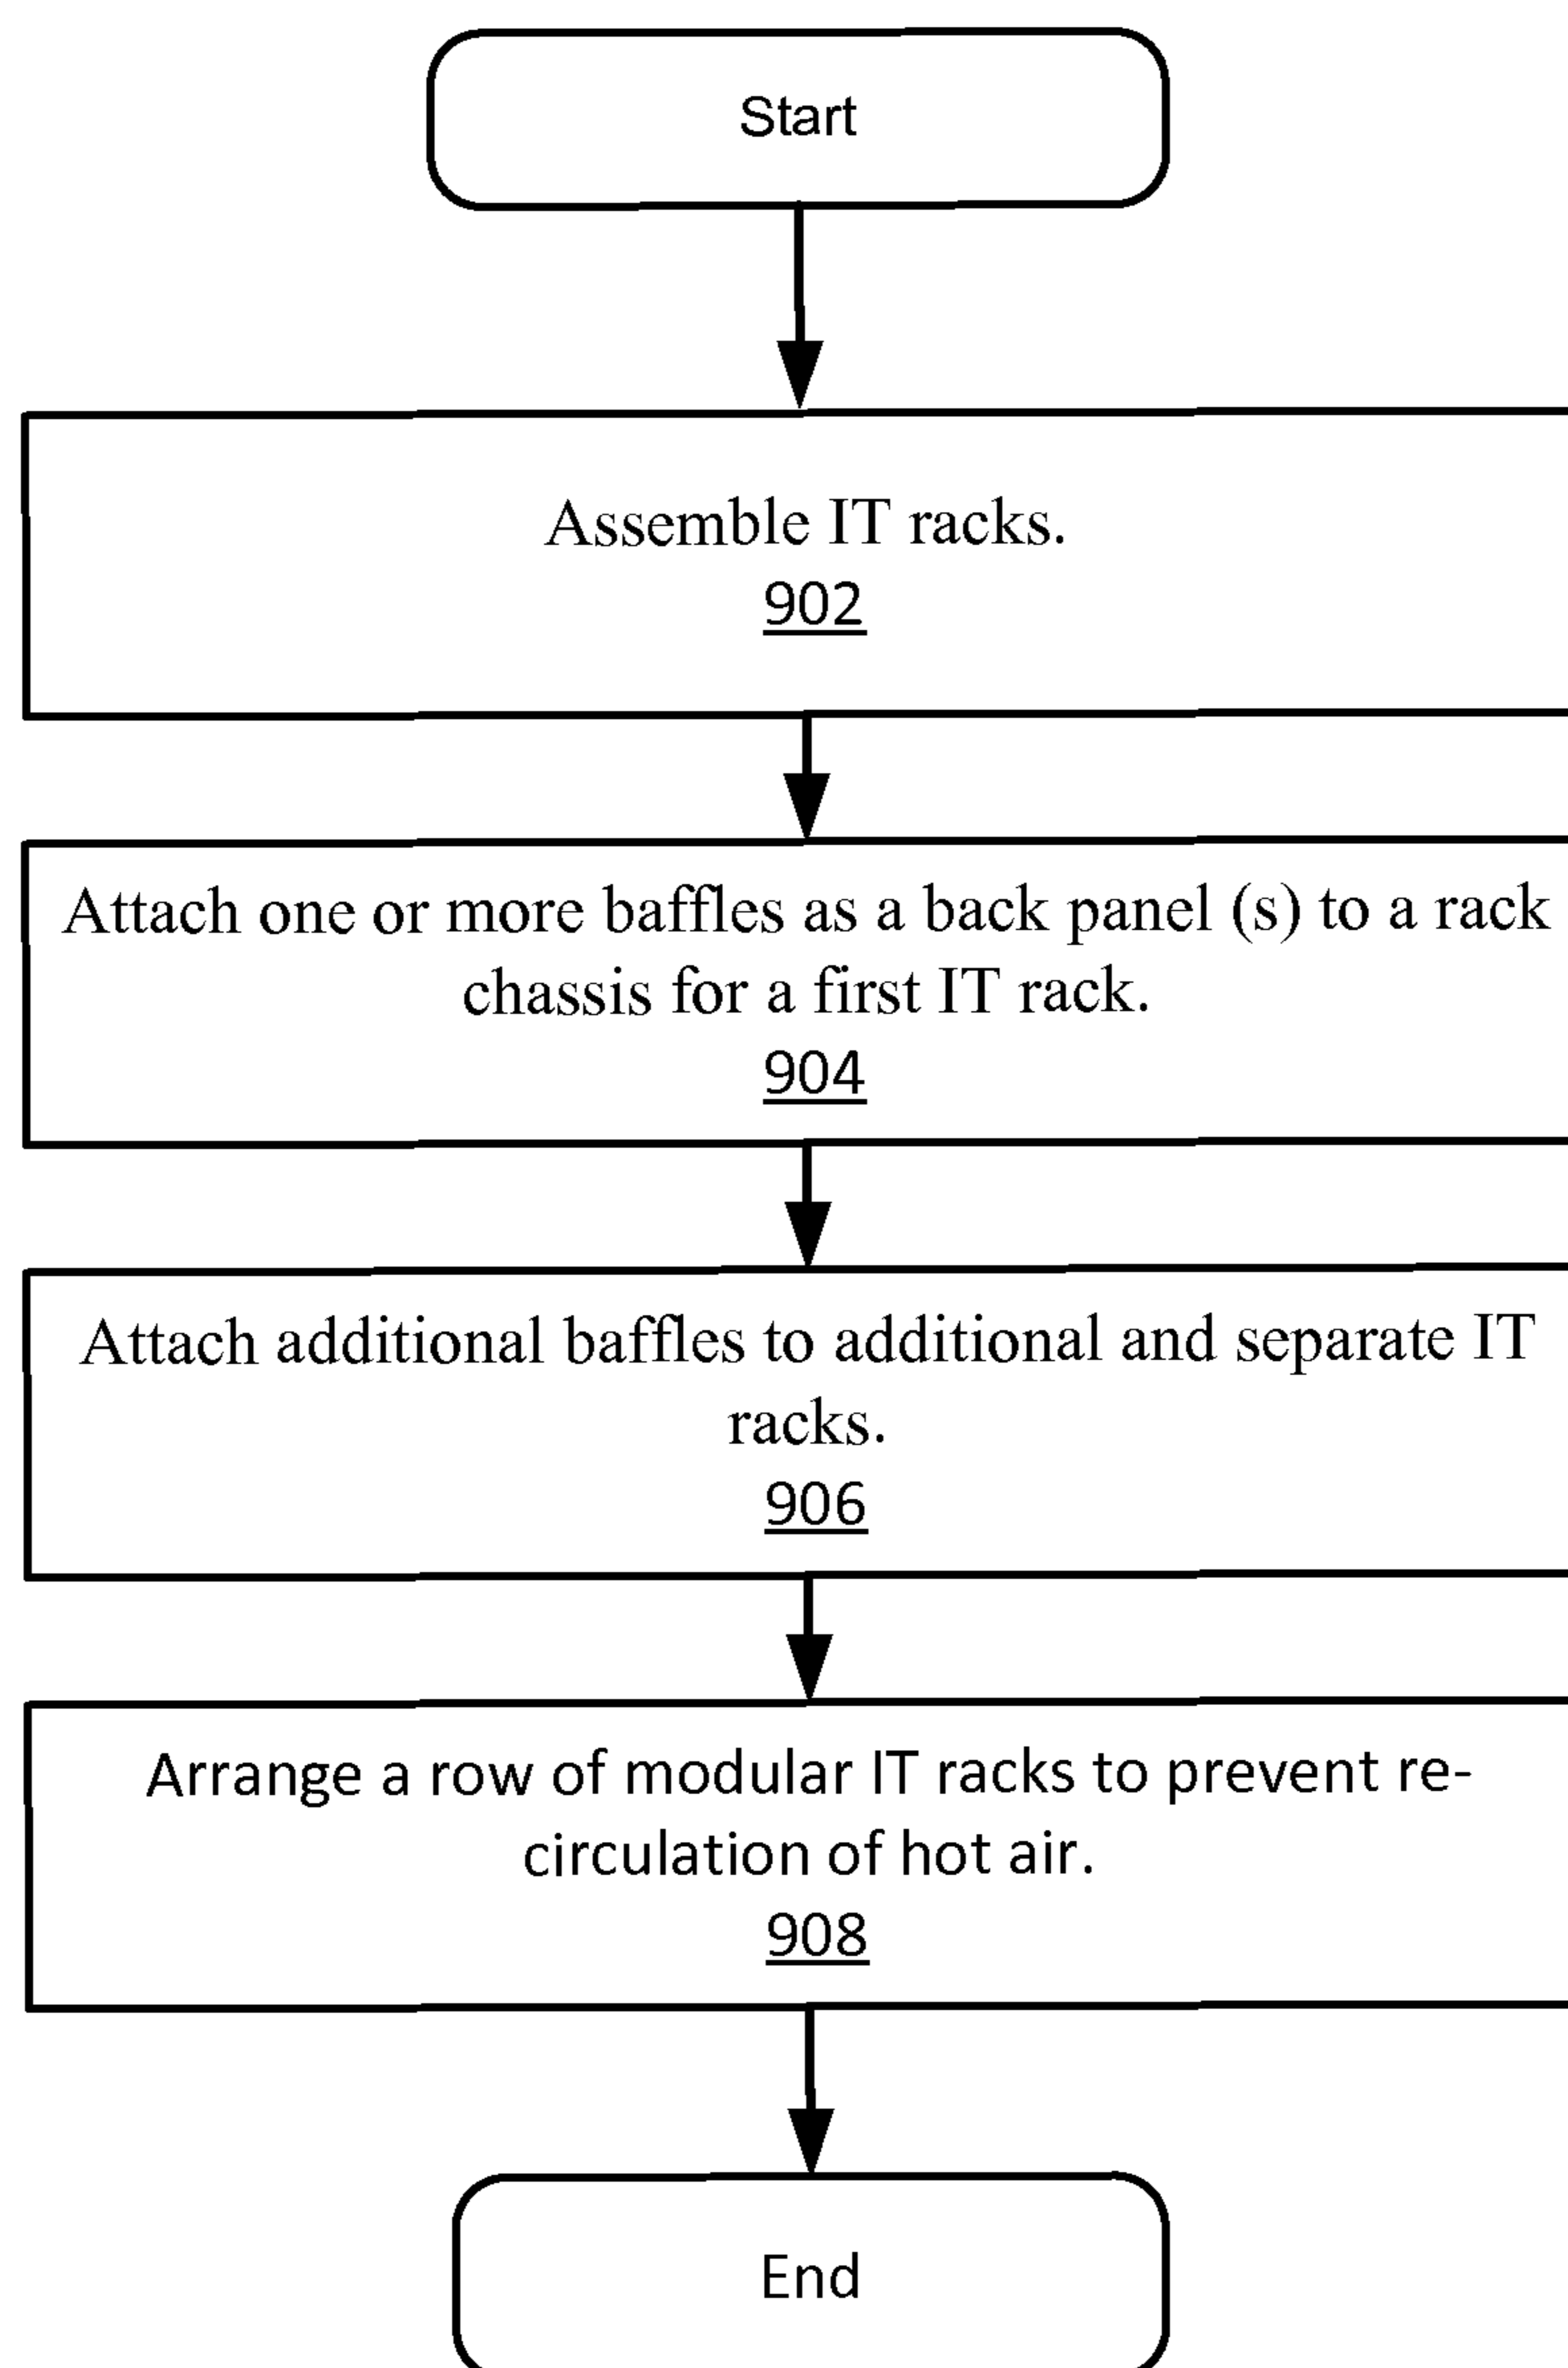 Start
Assemble IT racks.
902
Attach one or more baffles as a back panel (s) to a rack
chassis for a first IT rack.
904
Attach additional baffles to additional and separate IT
racks.
906
Arrange a row of modular IT racks to prevent re-
circulation of hot air.
908
End